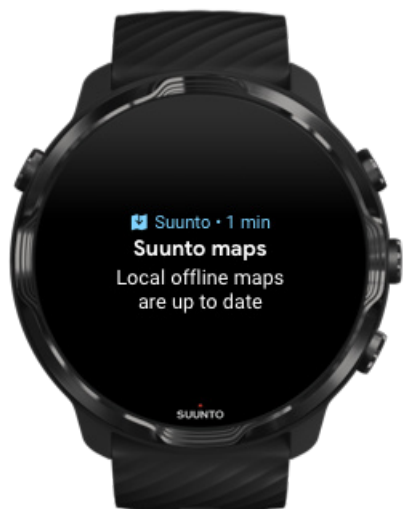 Suunto • 1 min
Suunto maps
Local offline maps
are up to date
SUUNTO